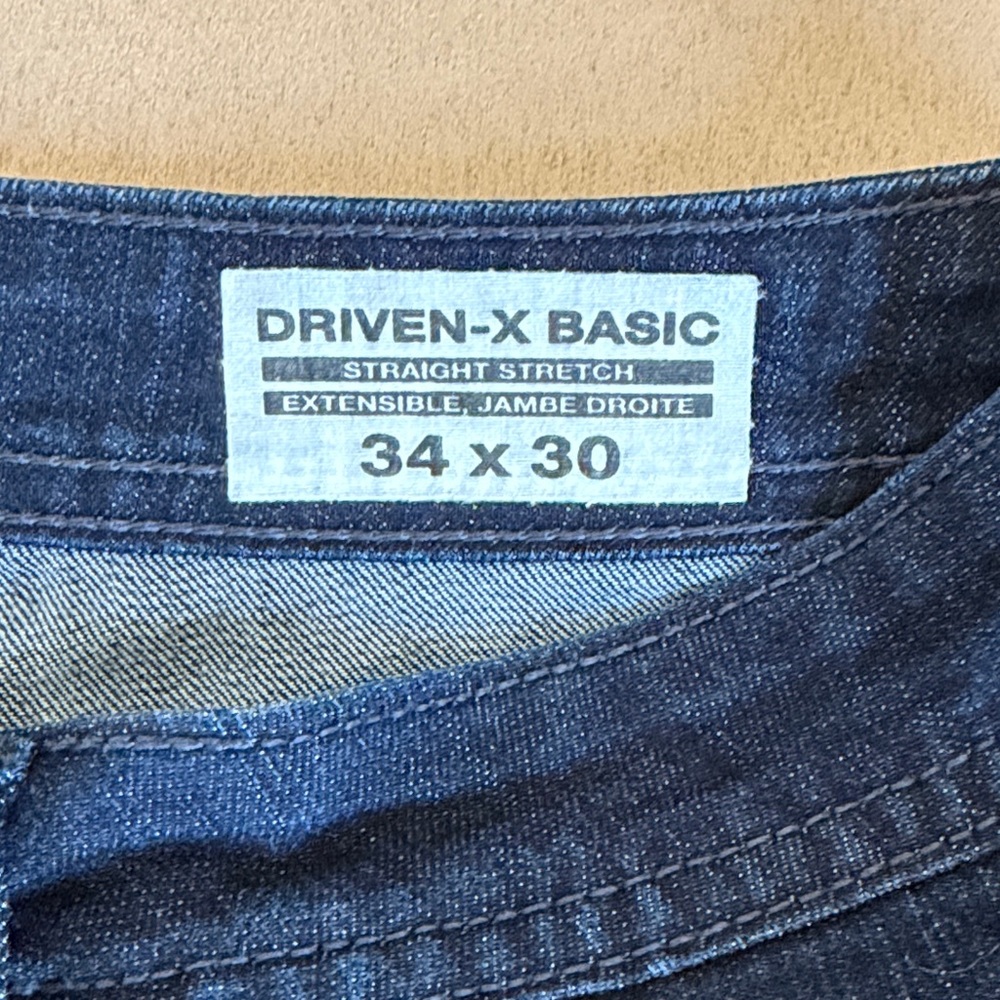 DRIVEN-X BASIC
STRAIGHT STRETCH
EXTENSIBLE, JAMBE DROITE
34 x 30